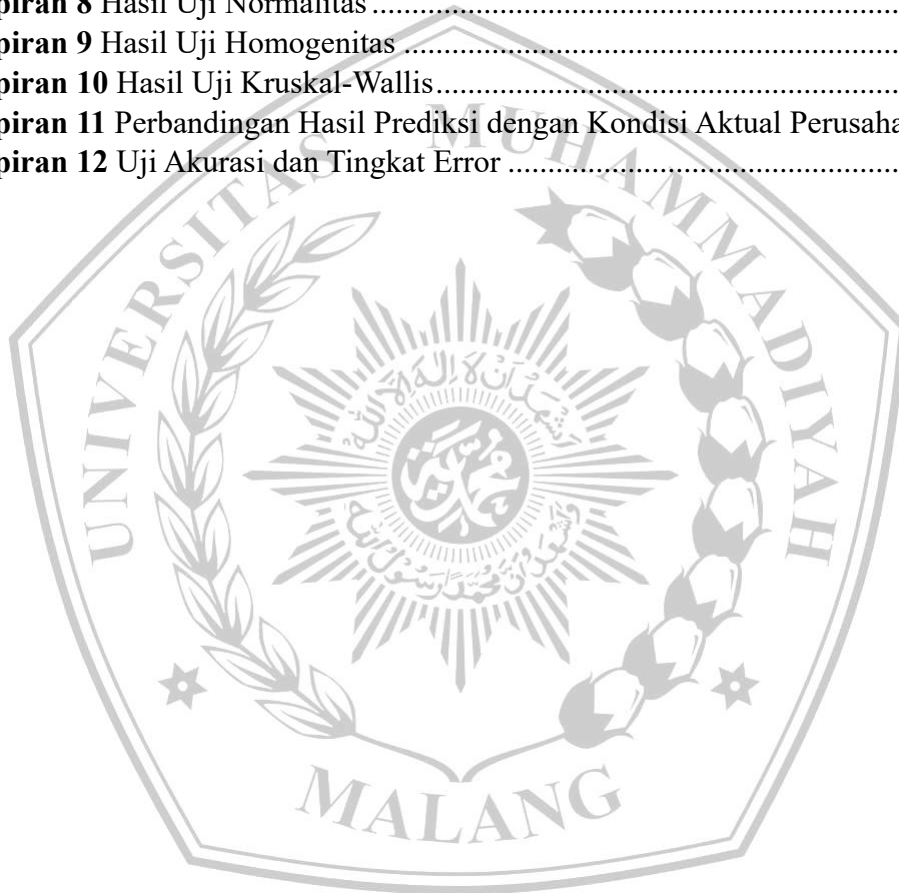 piran 8 Hasil Uji Normalitas ..........................................................................
piran 9 Hasil Uji Homogenitas ......................................................................
piran 10 Hasil Uji Kruskal-Wallis.................................................................
piran 11 Perbandingan Hasil Prediksi dengan Kondisi Aktual Perusaha
piran 12 Uji Akurasi dan Tingkat Error .......................................................
UNIVERSITAS MUHAMMADIYAH
MALANG